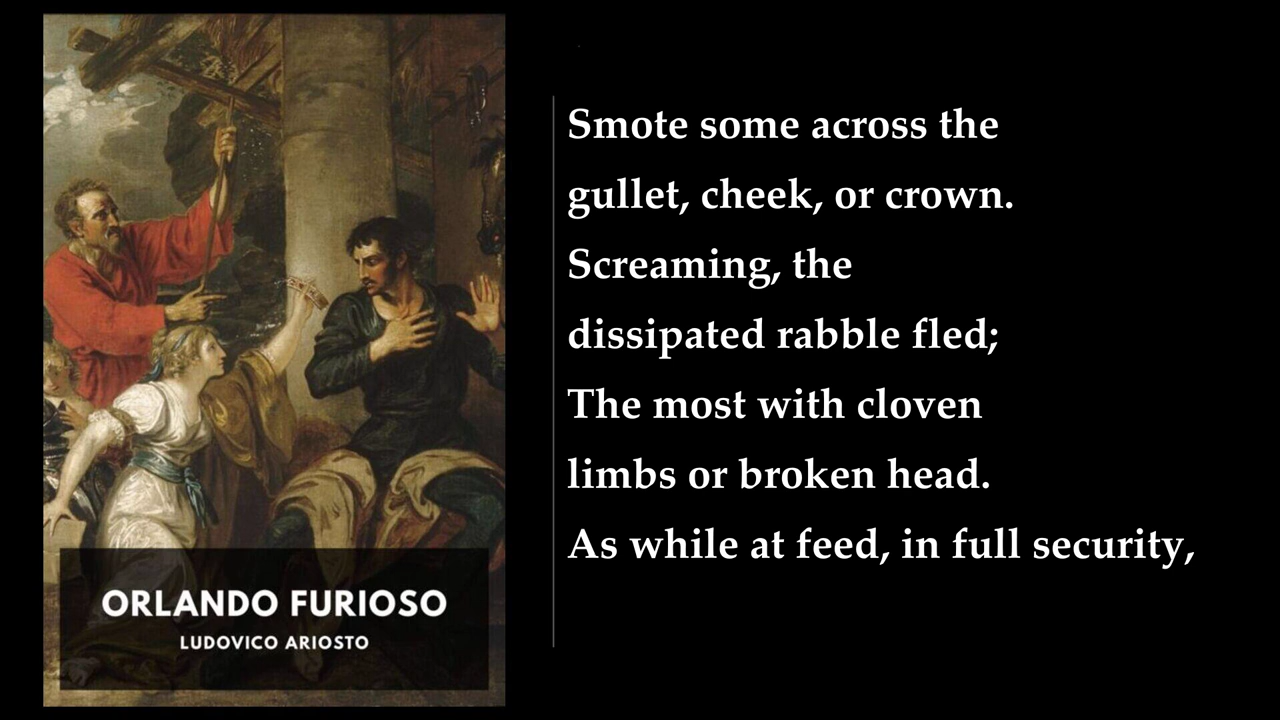 Smote some across the
gullet, cheek, or crown.
Screaming, the
dissipated rabble fled;
The most with cloven
limbs or broken head.
As while at feed, in full security,
ORLANDO FURIOSO
LUDOVICO ARIOSTO